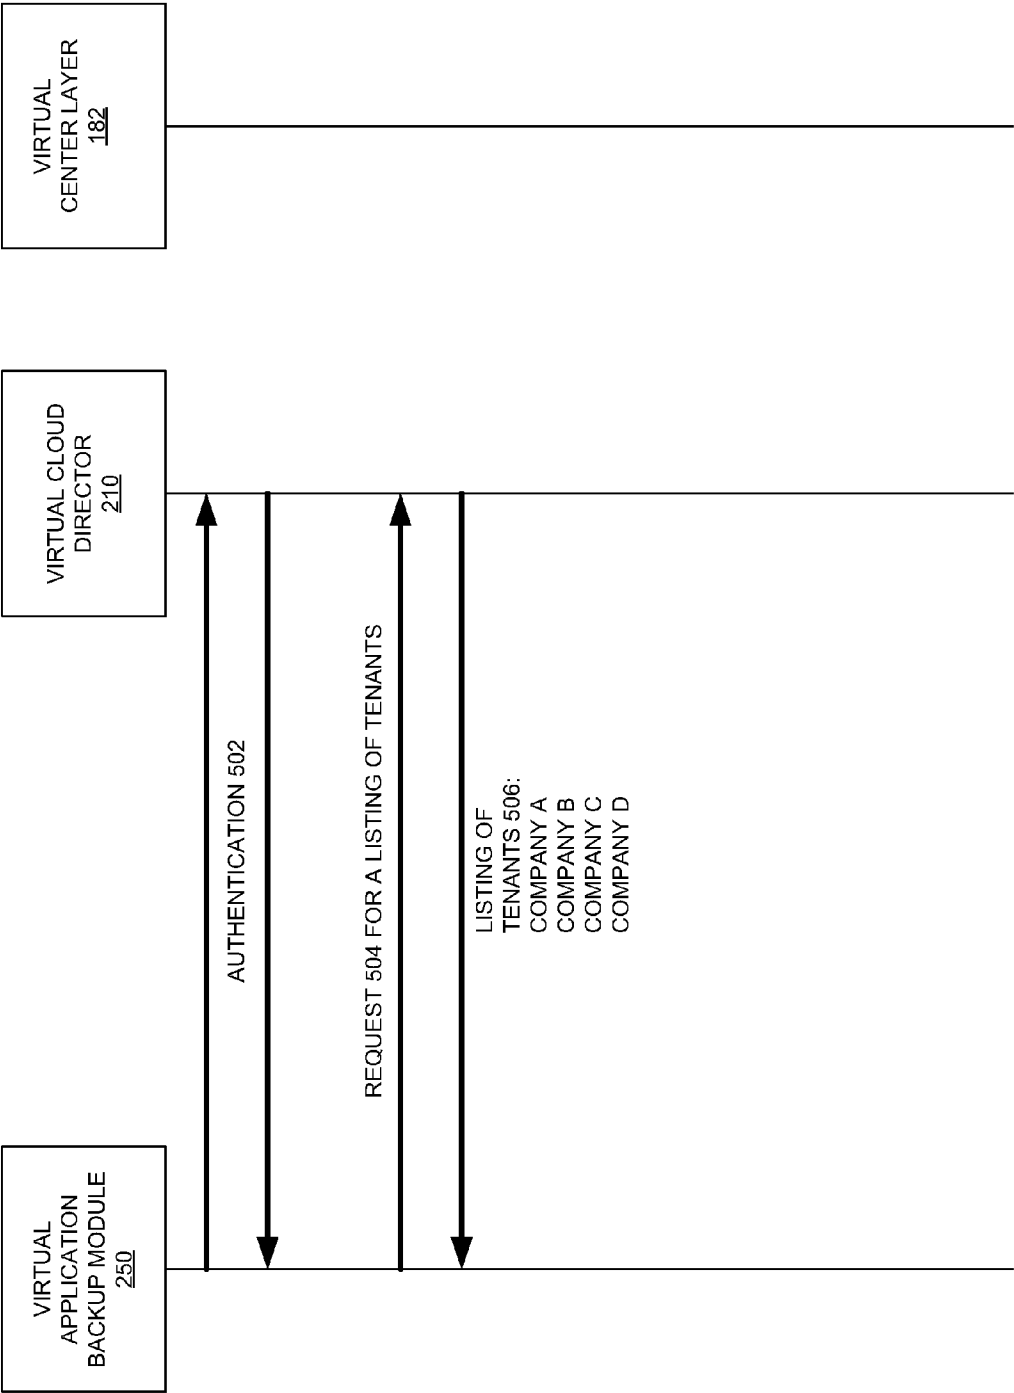 VIRTUAL
APPLICATION
BACKUP MODULE
250
VIRTUAL CLOUD
DIRECTOR
210
VIRTUAL
CENTER LAYER
182
AUTHENTICATION 502
REQUEST 504 FOR A LISTING OF TENANTS
LISTING OF
TENANTS 506:
COMPANY A
COMPANY B
COMPANY C
COMPANY D